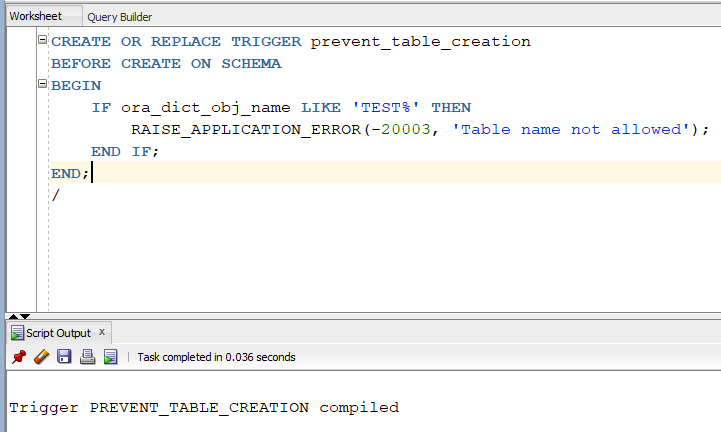 Worksheet Query Builder
CREATE OR REPLACE TRIGGER prevent_table_creation
BEFORE CREATE ON SCHEMA
BEGIN
    IF ora_dict_obj_name LIKE 'TEST%' THEN
        RAISE_APPLICATION_ERROR(-20003, 'Table name not allowed');
    END IF;
END;
/
Script Output x
Task completed in 0.036 seconds
Trigger PREVENT_TABLE_CREATION compiled